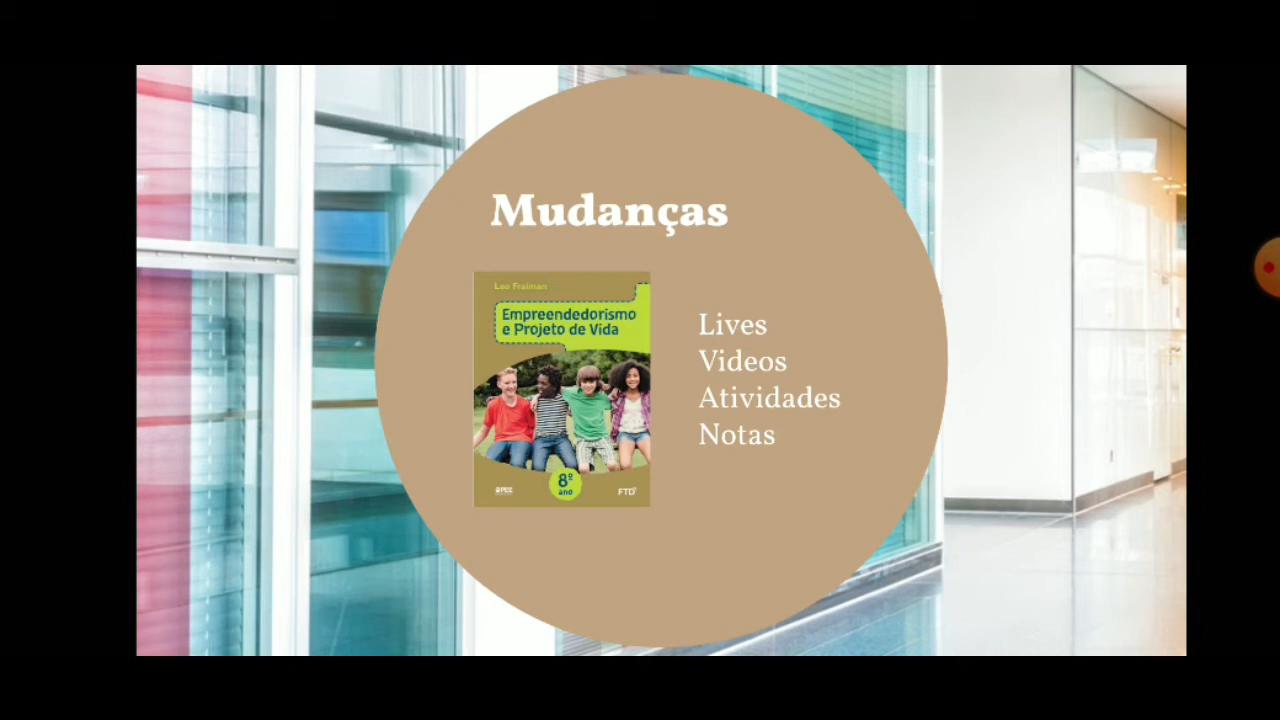 Mudanças
Leo Fraiman
Empreendedorismo
e Projeto de Vida
8º
ano
FTD
Lives
Videos
Atividades
Notas